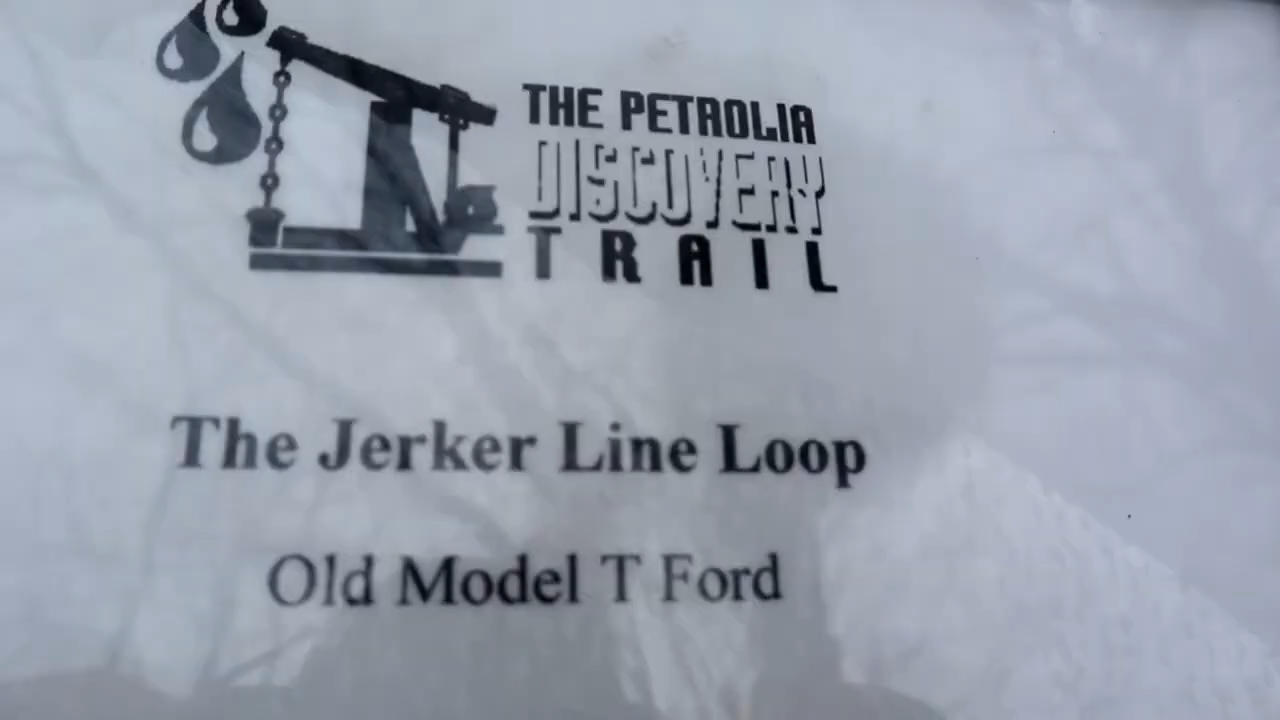 THE PETROLIA
DISCOVERY
TRAIL
The Jerker Line Loop
Old Model T Ford